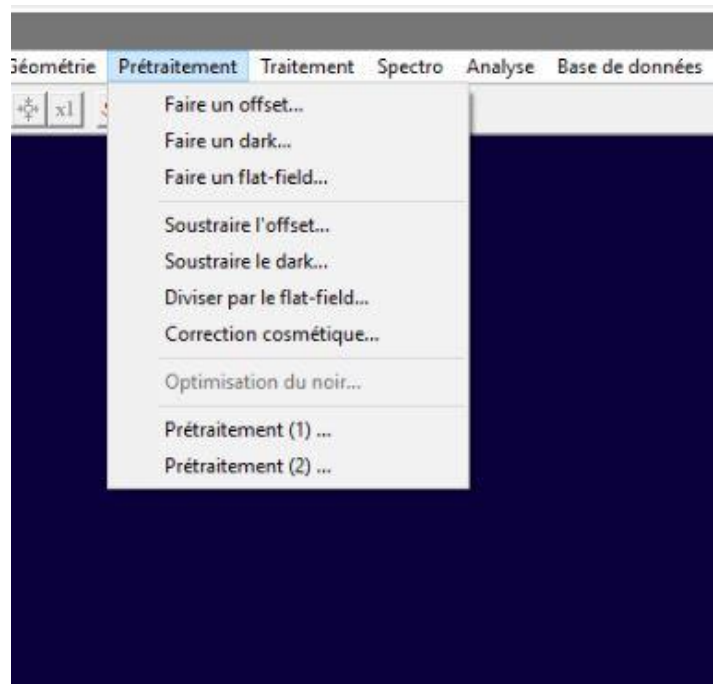 Géométrie Prétraitement Traitement Spectro Analyse Base de données
x1
Faire un offset...
Faire un dark...
Faire un flat-field...
Soustraire l'offset...
Soustraire le dark...
Diviser par le flat-field...
Correction cosmétique...
Optimisation du noir...
Prétraitement (1) ...
Prétraitement (2) ...